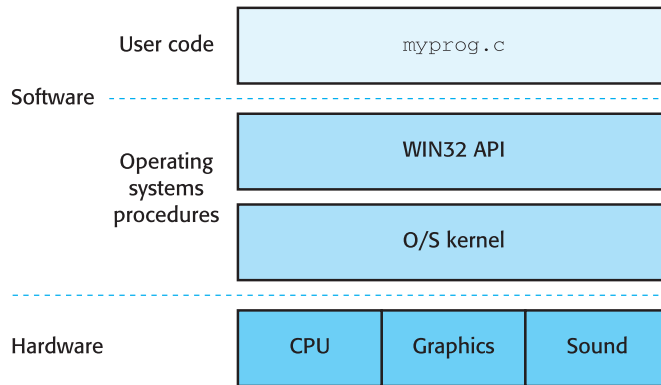 User code
myprog.c
Software
WIN32 API
Operating
systems
procedures
O/S kernel
Hardware
CPU
Graphics
Sound